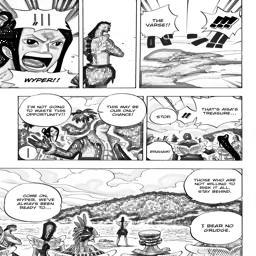 !!
THE
VARSE!!
WYPER!!
THAT'S AISA'S
TREASURE...
!!
STOP
BRAHAM!
THIS MAY BE
OUR ONLY
CHANCE!
I'M NOT GOING
TO WASTE THIS
OPPORTUNITY!!
THOSE WHO ARE
NOT WILLING TO
RISK IT ALL,
STAY BEHIND.
I BEAR NO
GRUDGE.
COME ON,
WYPER. WE'VE
ALWAYS BEEN
READY TO...